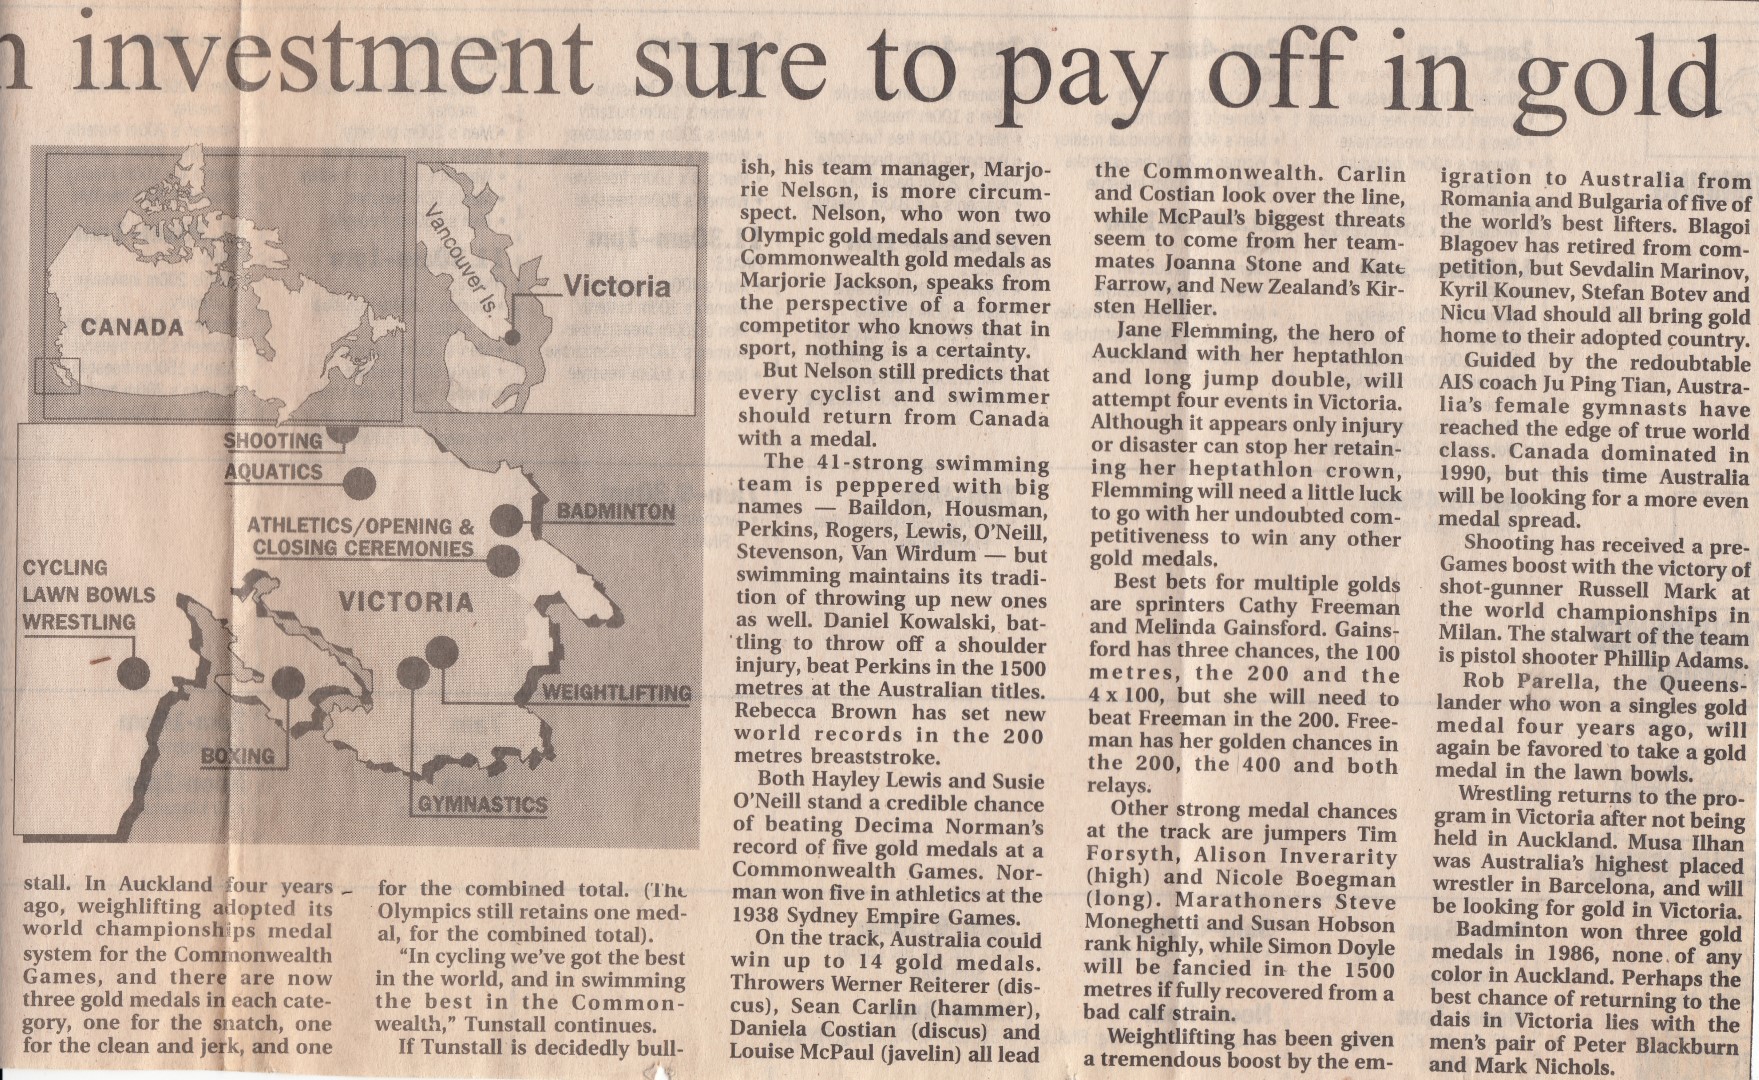 investment sure to pay off in gold
CANADA
Vancouver Is.
Victoria
SHOOTING
AQUATICS
BADMINTON
ATHLETICS/OPENING &
CLOSING CEREMONIES
CYCLING
LAWN BOWLS
WRESTLING
VICTORIA
WEIGHTLIFTING
BOXING
GYMNASTICS
stall. In Auckland four years
ago, weighlifting adopted its
world championships medal
system for the Commonwealth
Games, and there are now
three gold medals in each cate-
gory, one for the snatch, one
for the clean and jerk, and one
for the combined total. (The
Olympics still retains one med-
al, for the combined total).
"In cycling we've got the best
in the world, and in swimming
the best in the Common-
wealth," Tunstall continues.
If Tunstall is decidedly bull-
ish, his team manager, Marjo-
rie Nelson, is more circum-
spect. Nelson, who won two
Olympic gold medals and seven
Commonwealth gold medals as
Marjorie Jackson, speaks from
the perspective of a former
competitor who knows that in
sport, nothing is a certainty.
But Nelson still predicts that
every cyclist and swimmer
should return from Canada
with a medal.
The 41-strong swimming
team is peppered with big
names — Baildon, Housman,
Perkins, Rogers, Lewis, O'Neill,
Stevenson, Van Wirdum — but
swimming maintains its tradi-
tion of throwing up new ones
as well. Daniel Kowalski, bat-
tling to throw off a shoulder
injury, beat Perkins in the 1500
metres at the Australian titles.
Rebecca Brown has set new
world records in the 200
metres breaststroke.
Both Hayley Lewis and Susie
O'Neill stand a credible chance
of beating Decima Norman's
record of five gold medals at a
Commonwealth Games. Nor-
man won five in athletics at the
1938 Sydney Empire Games.
On the track, Australia could
win up to 14 gold medals.
Throwers Werner Reiterer (dis-
cus), Sean Carlin (hammer),
Daniela Costian (discus) and
Louise McPaul (javelin) all lead
the Commonwealth. Carlin
and Costian look over the line,
while McPaul's biggest threats
seem to come from her team-
mates Joanna Stone and Kate
Farrow, and New Zealand's Kir-
sten Hellier.
Jane Flemming, the hero of
Auckland with her heptathlon
and long jump double, will
attempt four events in Victoria.
Although it appears only injury
or disaster can stop her retain-
ing her heptathlon crown,
Flemming will need a little luck
to go with her undoubted com-
petitiveness to win any other
gold medals.
Best bets for multiple golds
are sprinters Cathy Freeman
and Melinda Gainsford. Gains-
ford has three chances, the 100
metres, the 200 and the
4 x 100, but she will need to
beat Freeman in the 200. Free-
man has her golden chances in
the 200, the 400 and both
relays.
Other strong medal chances
at the track are jumpers Tim
Forsyth, Alison Inverarity
(high) and Nicole Boegman
(long). Marathoners Steve
Moneghetti and Susan Hobson
rank highly, while Simon Doyle
will be fancied in the 1500
metres if fully recovered from a
bad calf strain.
Weightlifting has been given
a tremendous boost by the em-
igration to Australia from
Romania and Bulgaria of five of
the world's best lifters. Blagoi
Blagoev has retired from com-
petition, but Sevdalin Marinov,
Kyril Kounev, Stefan Botev and
Nicu Vlad should all bring gold
home to their adopted country.
Guided by the redoubtable
AIS coach Ju Ping Tian, Austra-
lia's female gymnasts have
reached the edge of true world
class. Canada dominated in
1990, but this time Australia
will be looking for a more even
medal spread.
Shooting has received a pre-
Games boost with the victory of
shot-gunner Russell Mark at
the world championships in
Milan. The stalwart of the team
is pistol shooter Phillip Adams.
Rob Parella, the Queens-
lander who won a singles gold
medal four years ago, will
again be favored to take a gold
medal in the lawn bowls.
Wrestling returns to the pro-
gram in Victoria after not being
held in Auckland. Musa Ilhan
was Australia's highest placed
wrestler in Barcelona, and will
be looking for gold in Victoria.
Badminton won three gold
medals in 1986, none of any
color in Auckland. Perhaps the
best chance of returning to the
dais in Victoria lies with the
men's pair of Peter Blackburn
and Mark Nichols.